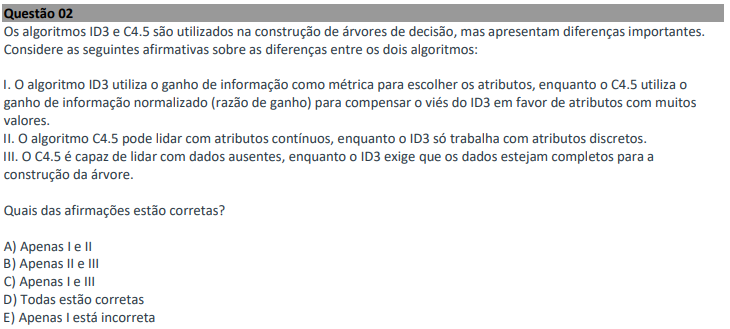 Questão 02
Os algoritmos ID3 e C4.5 são utilizados na construção de árvores de decisão, mas apresentam diferenças importantes.
Considere as seguintes afirmativas sobre as diferenças entre os dois algoritmos:
I. O algoritmo ID3 utiliza o ganho de informação como métrica para escolher os atributos, enquanto o C4.5 utiliza o
ganho de informação normalizado (razão de ganho) para compensar o viés do ID3 em favor de atributos com muitos
valores.
II. O algoritmo C4.5 pode lidar com atributos contínuos, enquanto o ID3 só trabalha com atributos discretos.
III. O C4.5 é capaz de lidar com dados ausentes, enquanto o ID3 exige que os dados estejam completos para a
construção da árvore.
Quais das afirmações estão corretas?
A) Apenas I e II
B) Apenas II e III
C) Apenas I e III
D) Todas estão corretas
E) Apenas I está incorreta